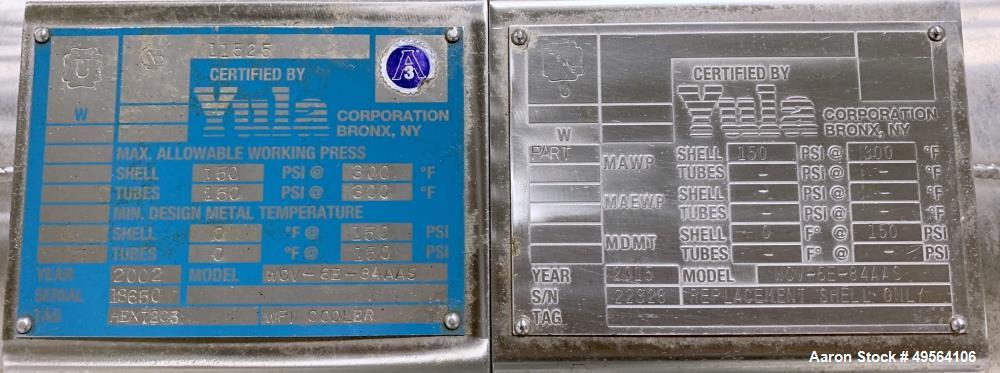 U
11525
A
3
CERTIFIED BY
Yula
CORPORATION
BRONX, NY
W
MAX. ALLOWABLE WORKING PRESS
SHELL 150 PSI @ 300 °F
TUBES 150 PSI @ 300 °F
MIN. DESIGN METAL TEMPERATURE
SHELL 0 °F @ 150 PSI
TUBES 0 °F @ 150 PSI
YEAR 2002 MODEL WCV-6E-84AAS
SERIAL 18650
TAG HEX7203 WFI COOLER
CERTIFIED BY
Yula
CORPORATION
BRONX, NY
U
W
PART
MAWP SHELL 150 PSI @ 300 °F
TUBES - PSI @ - °F
MAEWP SHELL - PSI @ - °F
TUBES - PSI @ - °F
MDMT SHELL 0 F° @ 150 PSI
TUBES - F° @ - PSI
YEAR 2015 MODEL WCV-6E-84AAS
S/N 22328 REPLACEMENT SHELL ONLY
TAG
Aaron Stock # 49564106